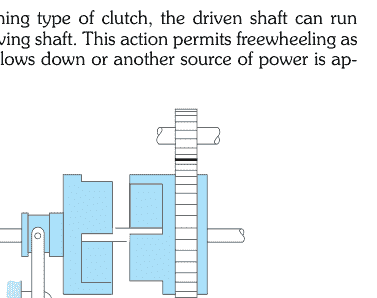 ning type of clutch, the driven shaft can run
ving shaft. This action permits freewheeling as
lows down or another source of power is ap-